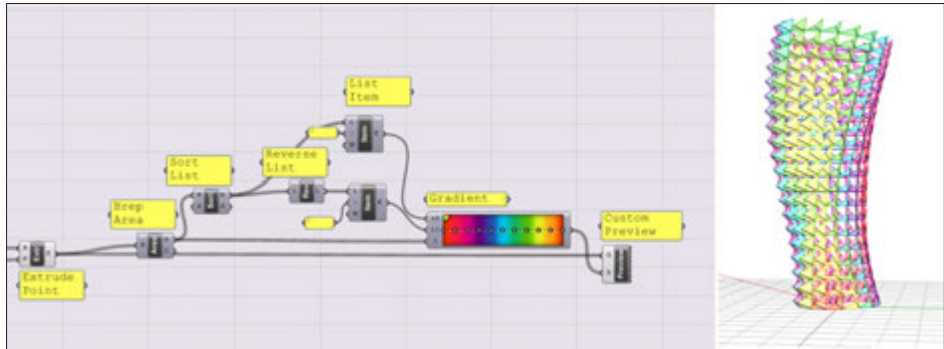 List
Item
Sort
List
Reverse
List
Brep
Area
Gradient
Custom
Preview
Extrude
Point